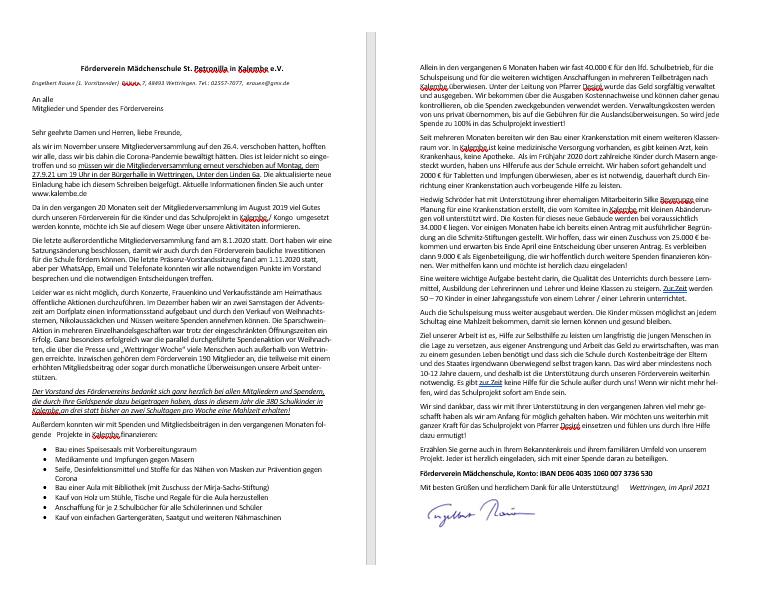 Förderverein Mädchenschule St. Petronilla in Kalembe e.V.
Engelbert Rauen (1. Vorsitzender) 7, 48493 Wettringen. Tel.: 02557-7077, erauen@gmx.de
An alle
Mitglieder und Spender des Fördervereins
Sehr geehrte Damen und Herren, liebe Freunde,
als wir im November unsere Mitgliederversammlung auf den 26.4. verschoben hatten, hofften
wir alle, dass wir bis dahin die Corona-Pandemie bewältigt hätten. Dies ist leider nicht so einge-
troffen und so müssen wir die Mitgliederversammlung erneut verschieben auf Montag, dem
27.9.21 um 19 Uhr in der Bürgerhalle in Wettringen, Unter den Linden 6a. Die aktualisierte neue
Einladung habe ich diesem Schreiben beigefügt. Aktuelle Informationen finden Sie auch unter
www.kalembe.de
Da in den vergangenen 20 Monaten seit der Mitgliederversammlung im August 2019 viel Gutes
durch unseren Förderverein für die Kinder und das Schulprojekt in Kalembe / Kongo umgesetzt
werden konnte, möchte ich Sie auf diesem Wege über unsere Aktivitäten informieren.
Die letzte außerordentliche Mitgliederversammlung fand am 8.1.2020 statt. Dort haben wir eine
Satzungsänderung beschlossen, damit wir auch durch den Förderverein bauliche Investitionen
für die Schule fördern können. Die letzte Präsenz-Vorstandssitzung fand am 1.11.2020 statt,
aber per WhatsApp, Email und Telefonate konnten wir alle notwendigen Punkte im Vorstand
besprechen und die notwendigen Entscheidungen treffen.
Leider war es nicht möglich, durch Konzerte, Frauenkino und Verkaufsstände am Heimathaus
öffentliche Aktionen durchzuführen. Im Dezember haben wir an zwei Samstagen der Advents-
zeit am Dorfplatz einen Informationsstand aufgebaut und durch den Verkauf von Weihnachts-
sternen, Nikolaussäckchen und Nüssen weitere Spenden annehmen können. Die Sparschwein-
Aktion in mehreren Einzelhandelsgeschäften war trotz der eingeschränkten Öffnungszeiten ein
Erfolg. Ganz besonders erfolgreich war die parallel durchgeführte Spendenaktion vor Weihnach-
ten, die über die Presse und „Wettringer Woche“ viele Menschen auch außerhalb von Wettrin-
gen erreichte. Inzwischen gehören dem Förderverein 190 Mitglieder an, die teilweise mit einem
erhöhten Mitgliedsbeitrag oder sogar durch monatliche Überweisungen unsere Arbeit unter-
stützen.
Der Vorstand des Fördervereins bedankt sich ganz herzlich bei allen Mitgliedern und Spendern,
die durch Ihre Geldspende dazu beigetragen haben, dass in diesem Jahr die 380 Schulkinder in
Kalembe an drei statt bisher an zwei Schultagen pro Woche eine Mahlzeit erhalten!
Außerdem konnten wir mit Spenden und Mitgliedsbeiträgen in den vergangenen Monaten fol-
gende Projekte in Kalembe finanzieren:
• Bau eines Speisesaals mit Vorbereitungsraum
• Medikamente und Impfungen gegen Masern
• Seife, Desinfektionsmittel und Stoffe für das Nähen von Masken zur Prävention gegen
Corona
• Bau einer Aula mit Bibliothek (mit Zuschuss der Mirja-Sachs-Stiftung)
• Kauf von Holz um Stühle, Tische und Regale für die Aula herzustellen
• Anschaffung für je 2 Schulbücher für alle Schülerinnen und Schüler
• Kauf von einfachen Gartengeräten, Saatgut und weiteren Nähmaschinen
Allein in den vergangenen 6 Monaten haben wir fast 40.000 € für den lfd. Schulbetrieb, für die
Schulspeisung und für die weiteren wichtigen Anschaffungen in mehreren Teilbeträgen nach
Kalembe überwiesen. Unter der Leitung von Pfarrer Desiré wurde das Geld sorgfältig verwaltet
und ausgegeben. Wir bekommen über die Ausgaben Kostennachweise und können daher genau
kontrollieren, ob die Spenden zweckgebunden verwendet werden. Verwaltungskosten werden
von uns privat übernommen, bis auf die Gebühren für die Auslandsüberweisungen. So wird jede
Spende zu 100% in das Schulprojekt investiert!
Seit mehreren Monaten bereiten wir den Bau einer Krankenstation mit einem weiteren Klassen-
raum vor. In Kalembe ist keine medizinische Versorgung vorhanden, es gibt keinen Arzt, kein
Krankenhaus, keine Apotheke. Als im Frühjahr 2020 dort zahlreiche Kinder durch Masern ange-
steckt wurden, haben uns Hilferufe aus der Schule erreicht. Wir haben sofort gehandelt und
2000 € für Tabletten und Impfungen überwiesen, aber es ist notwendig, dauerhaft durch Ein-
richtung einer Krankenstation auch vorbeugende Hilfe zu leisten.
Hedwig Schröder hat mit Unterstützung ihrer ehemaligen Mitarbeiterin Silke Beverunge eine
Planung für eine Krankenstation erstellt, die vom Komitee in Kalembe mit kleinen Abänderun-
gen voll unterstützt wird. Die Kosten für dieses neue Gebäude werden bei voraussichtlich
34.000 € liegen. Vor einigen Monaten habe ich bereits einen Antrag mit ausführlicher Begrün-
dung an die Schmitz-Stiftungen gestellt. Wir hoffen, dass wir einen Zuschuss von 25.000 € be-
kommen und erwarten bis Ende April eine Entscheidung über unseren Antrag. Es verbleiben
dann 9.000 € als Eigenbeteiligung, die wir hoffentlich durch weitere Spenden finanzieren kön-
nen. Wer mithelfen kann und möchte ist herzlich dazu eingeladen!
Eine weitere wichtige Aufgabe besteht darin, die Qualität des Unterrichts durch bessere Lern-
mittel, Ausbildung der Lehrerinnen und Lehrer und kleine Klassen zu steigern. Zur Zeit werden
50 – 70 Kinder in einer Jahrgangsstufe von einem Lehrer / einer Lehrerin unterrichtet.
Auch die Schulspeisung muss weiter ausgebaut werden. Die Kinder müssen möglichst an jedem
Schultag eine Mahlzeit bekommen, damit sie lernen können und gesund bleiben.
Ziel unserer Arbeit ist es, Hilfe zur Selbsthilfe zu leisten um langfristig die jungen Menschen in
die Lage zu versetzen, aus eigener Anstrengung und Arbeit das Geld zu erwirtschaften, was man
zu einem gesunden Leben benötigt und dass sich die Schule durch Kostenbeiträge der Eltern
und des Staates irgendwann überwiegend selbst tragen kann. Das wird aber mindestens noch
10-12 Jahre dauern, und deshalb ist die Unterstützung durch unseren Förderverein weiterhin
notwendig. Es gibt zur Zeit keine Hilfe für die Schule außer durch uns! Wenn wir nicht mehr hel-
fen, wird das Schulprojekt sofort am Ende sein.
Wir sind dankbar, dass wir mit Ihrer Unterstützung in den vergangenen Jahren viel mehr ge-
schafft haben als wir am Anfang für möglich gehalten haben. Wir möchten uns weiterhin mit
ganzer Kraft für das Schulprojekt von Pfarrer Desiré einsetzen und fühlen uns durch Ihre Hilfe
dazu ermutigt!
Erzählen Sie gerne auch in Ihrem Bekanntenkreis und ihrem familiären Umfeld von unserem
Projekt. Jeder ist herzlich eingeladen, sich mit einer Spende daran zu beteiligen.
Förderverein Mädchenschule, Konto: IBAN DE06 4035 1060 007 3736 530
Mit besten Grüßen und herzlichem Dank für alle Unterstützung! Wettringen, im April 2021
Engelbert Rauen